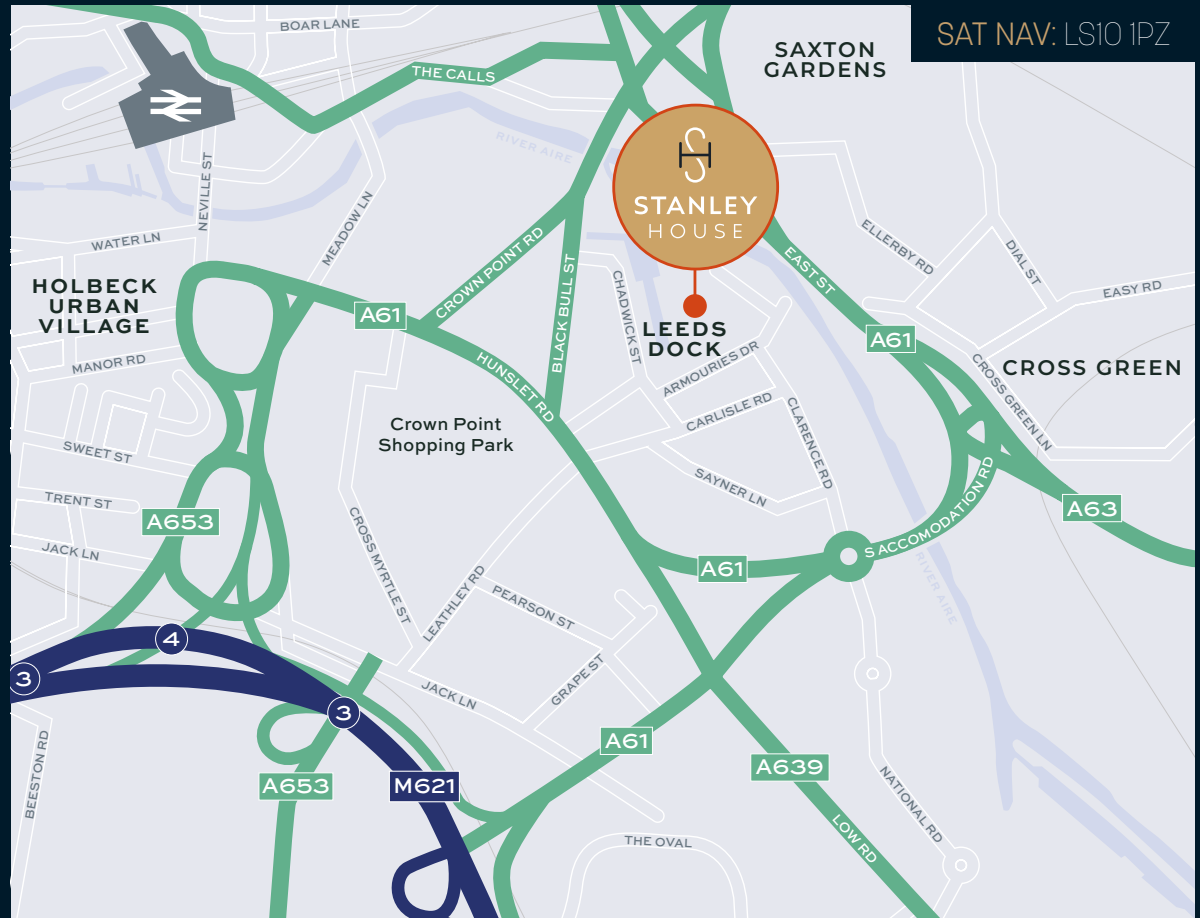 SAT NAV: LS10 1PZ
BOAR LANE
SAXTON
GARDENS
THE CALLS
RIVER AIRE
STANLEY
HOUSE
NEVILLE ST
MEADOW LN
WATER LN
ELLERBY RD
DIAL ST
EASY RD
HOLBECK
URBAN
VILLAGE
CROWN POINT RD
EAST ST
A61
BLACK BULL ST
CHADWICK ST
LEEDS
DOCK
A61
MANOR RD
HUNSLET RD
ARMOURIES DR
CROSS GREEN LN
CROSS GREEN
Crown Point
Shopping Park
CARLISLE RD
CLARENCE RD
SWEET ST
SAYNER LN
TRENT ST
A653
CROSS MYRTLE ST
S ACCOMODATION RD
A63
JACK LN
A61
LEATHLEY RD
PEARSON ST
RIVER AIRE
4
3
3
JACK LN
GRAPE ST
A61
A639
BEESTON RD
A653
M621
NATIONAL RD
THE OVAL
LOW RD